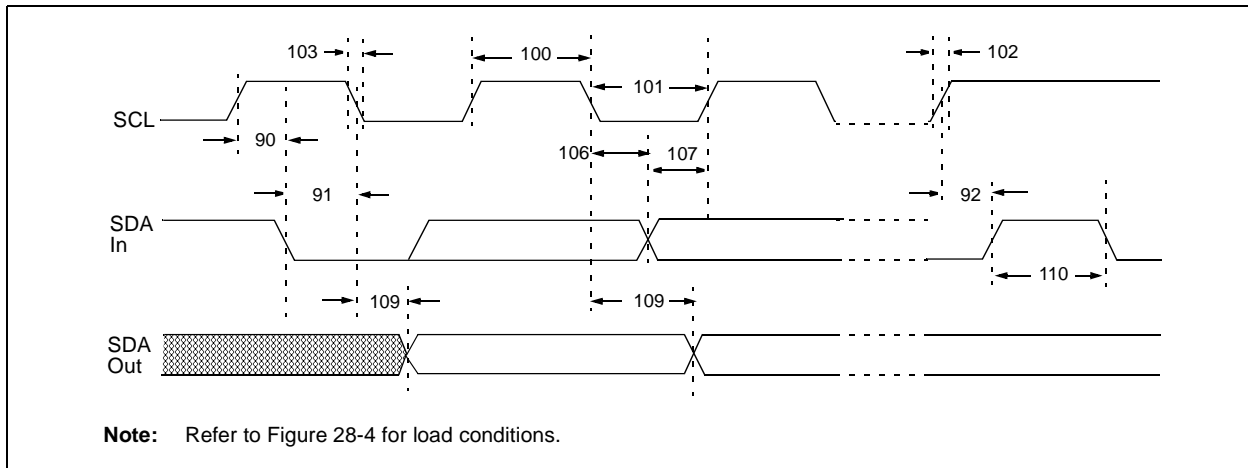 103
100
102
101
SCL
90
106
107
91
92
SDA
In
110
109
109
SDA
Out
Note: Refer to Figure 28-4 for load conditions.